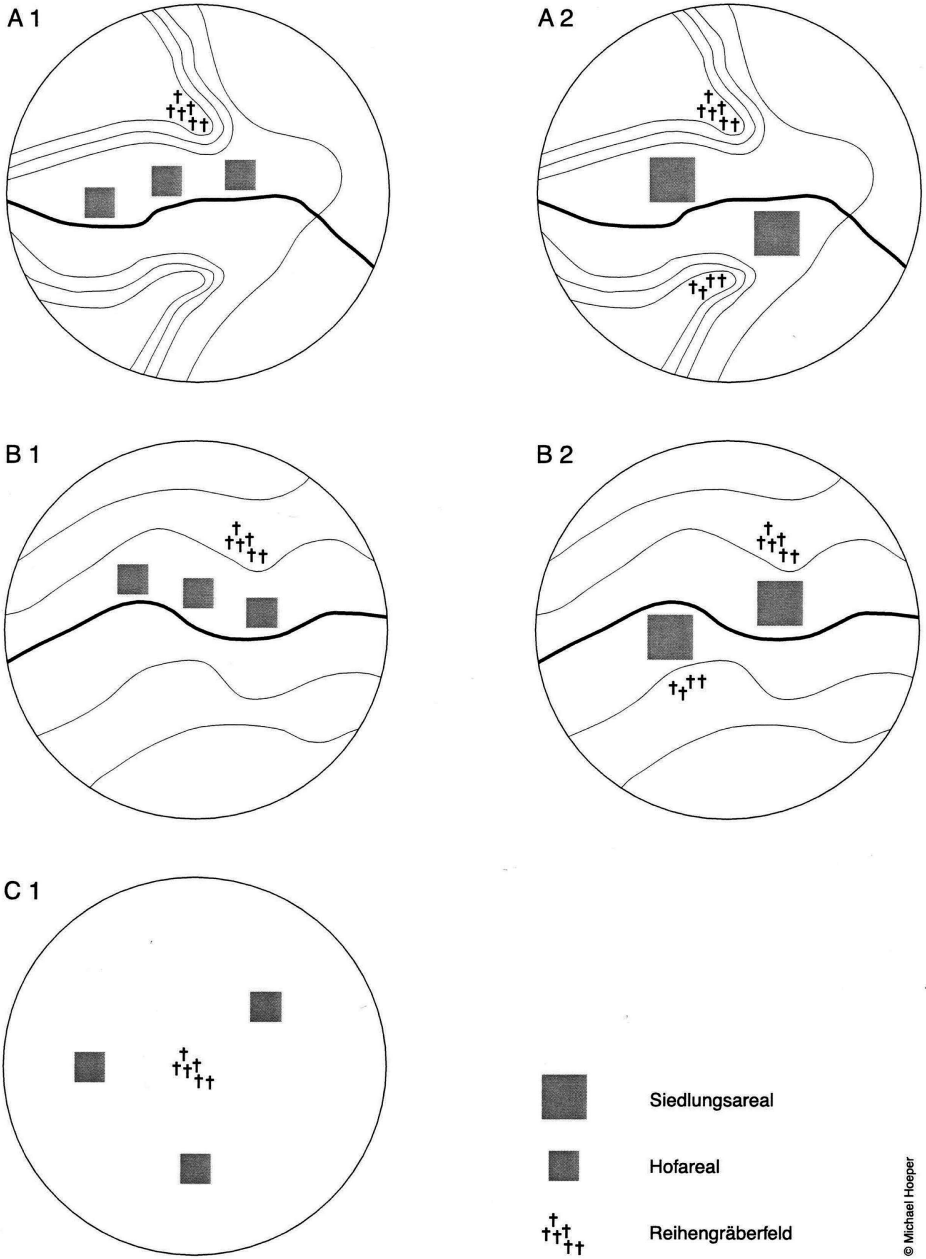 A 1
A 2
B 1
B 2
C 1
Siedlungsareal
Hofareal
Reihengräberfeld
© Michael Hoeper